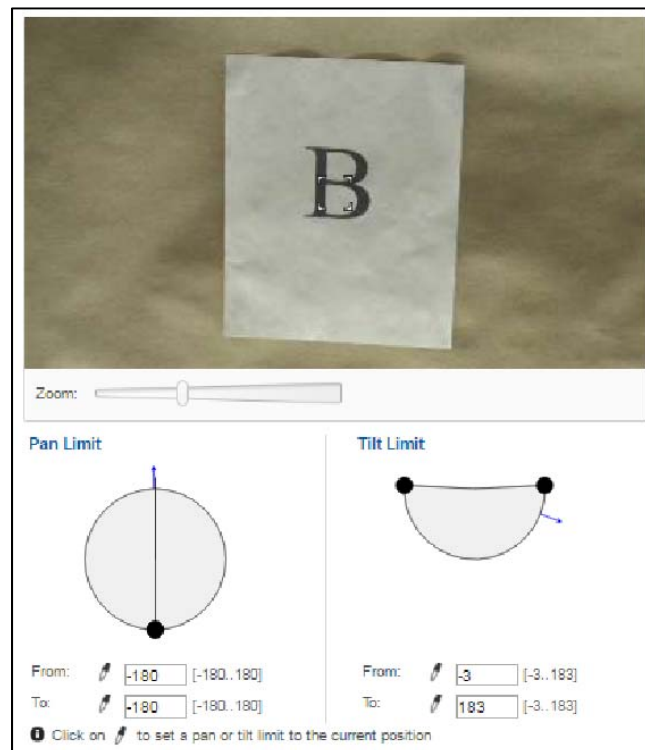 B
Zoom:
Pan Limit
From: -180 [-180..180]
To: -180 [-180..180]
Tilt Limit
From: -3 [-3..183]
To: 183 [-3..183]
Click on to set a pan or tilt limit to the current position